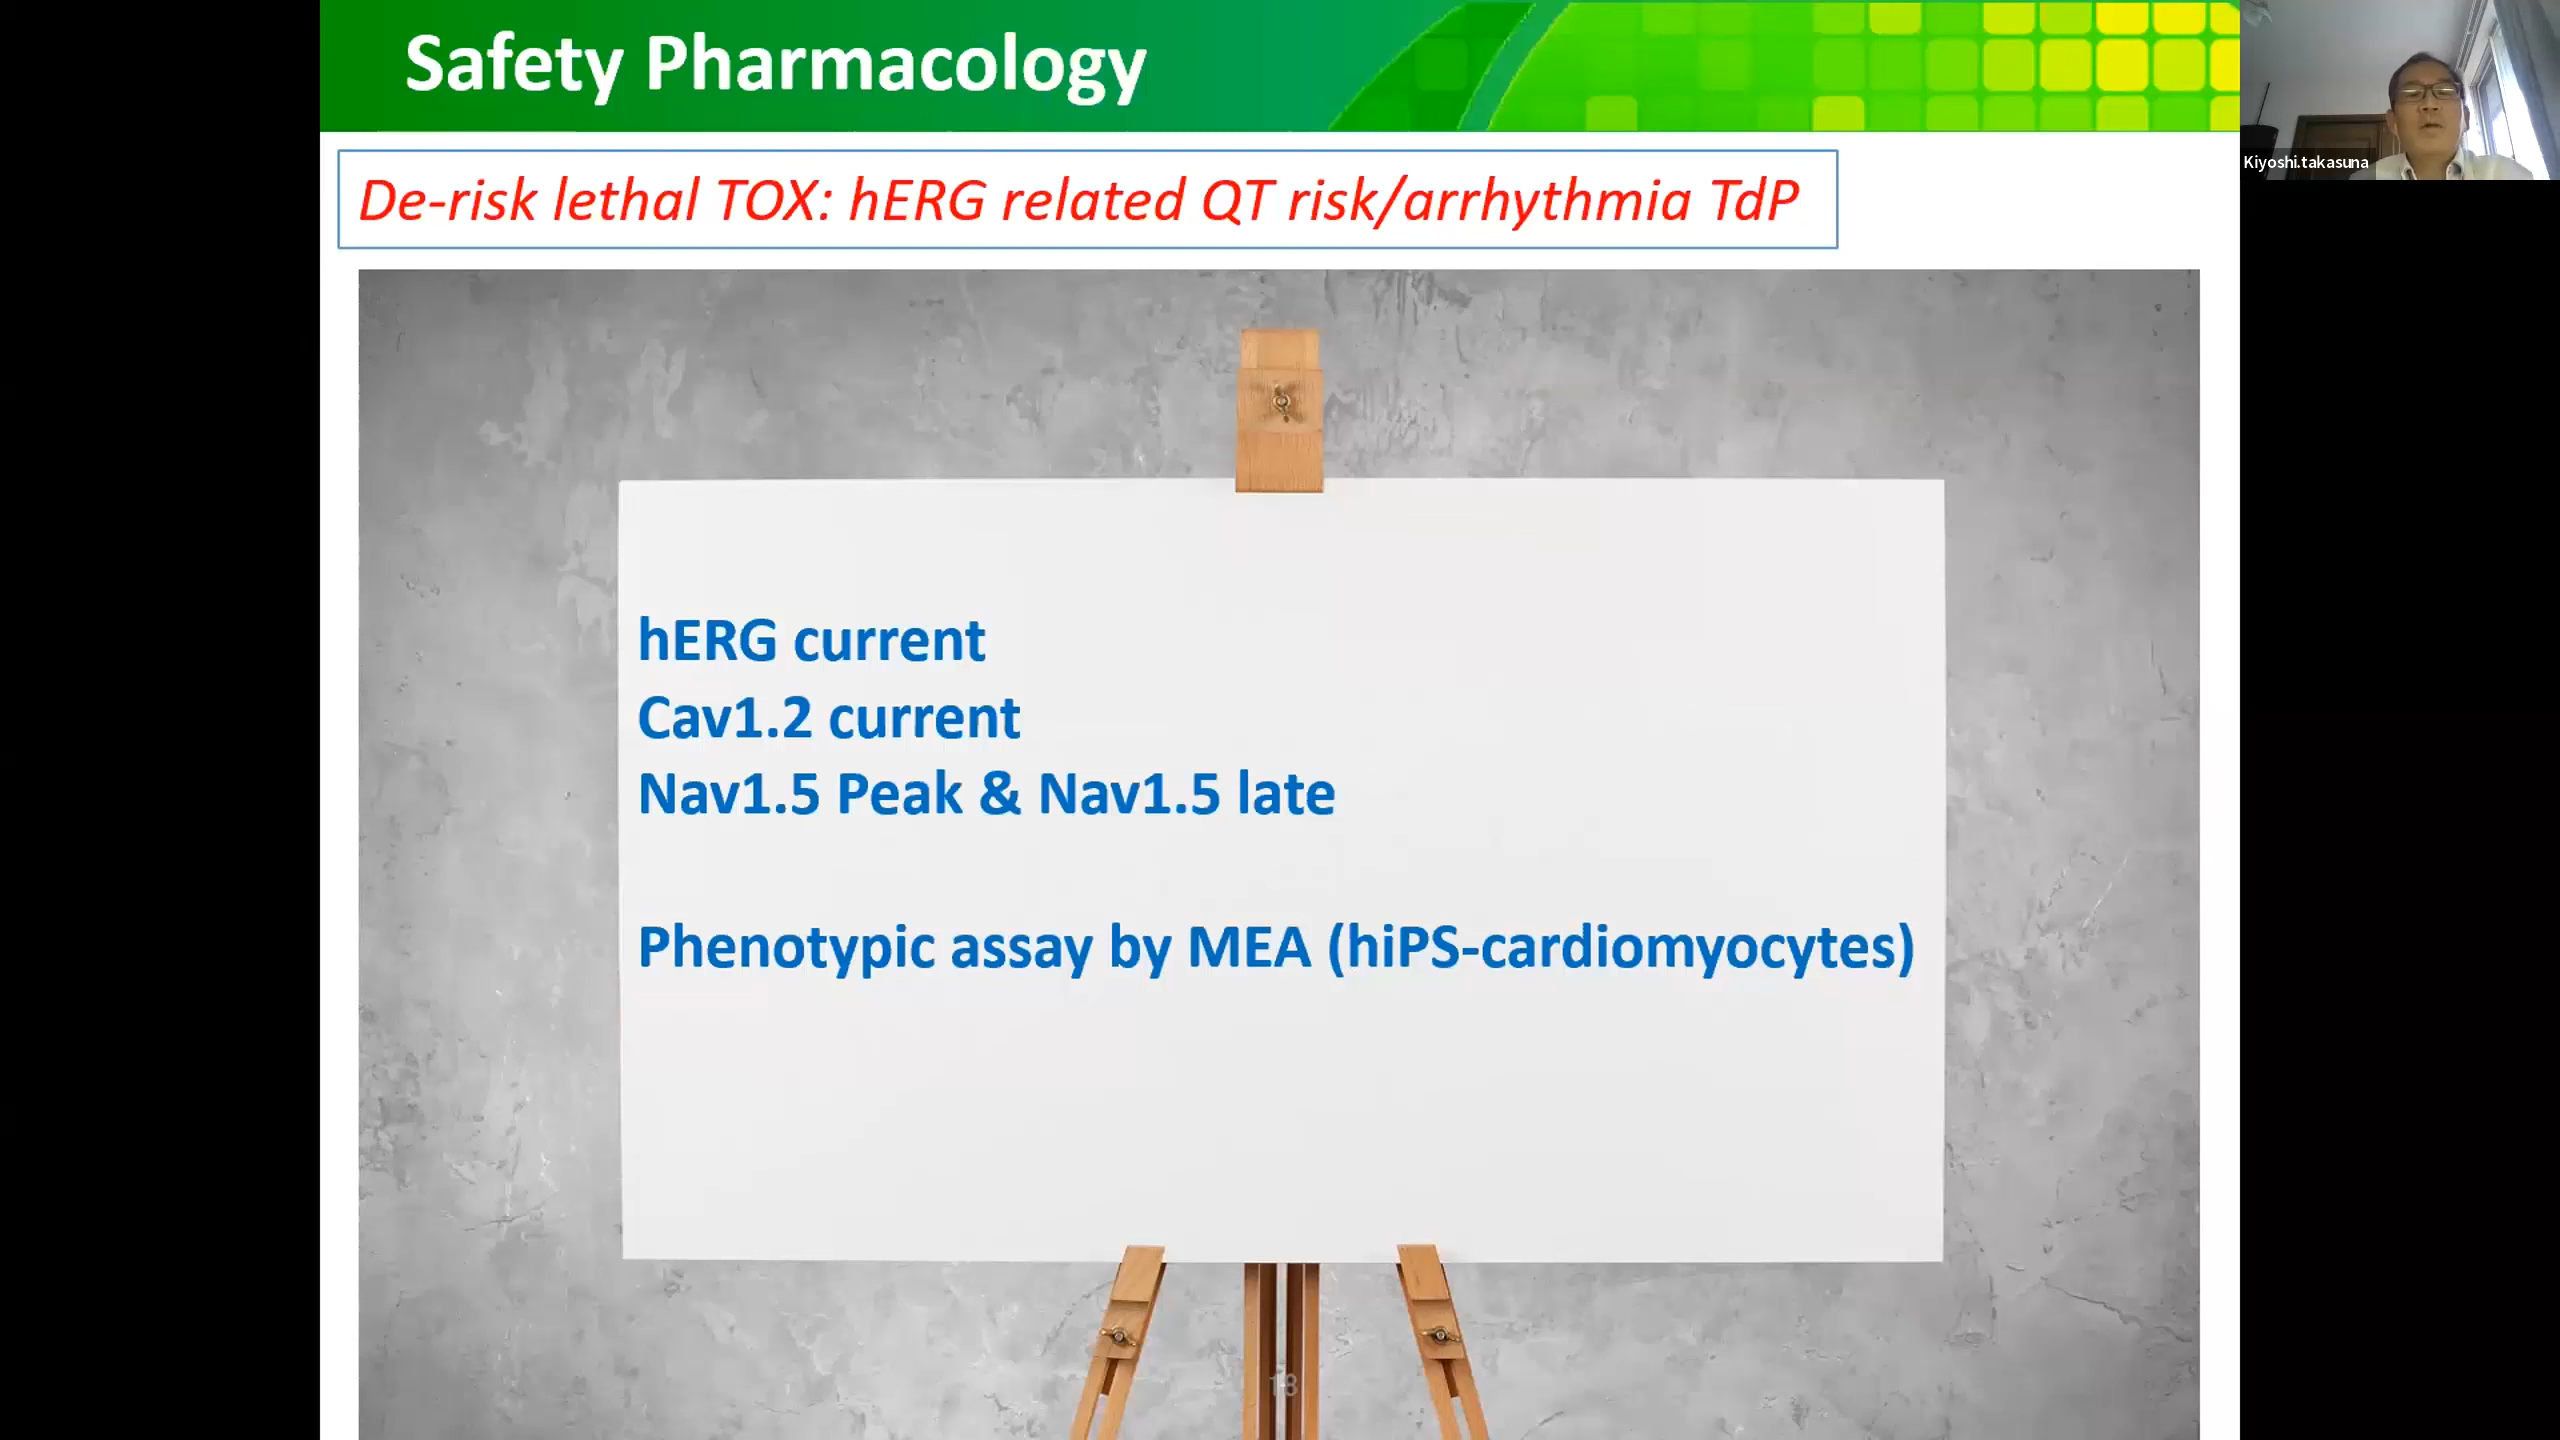 Safety Pharmacology
Kiyoshi.takasuna
De-risk lethal TOX: hERG related QT risk/arrhythmia TdP
hERG current
Cav1.2 current
Nav1.5 Peak & Nav1.5 late
Phenotypic assay by MEA (hiPS-cardiomyocytes)
18